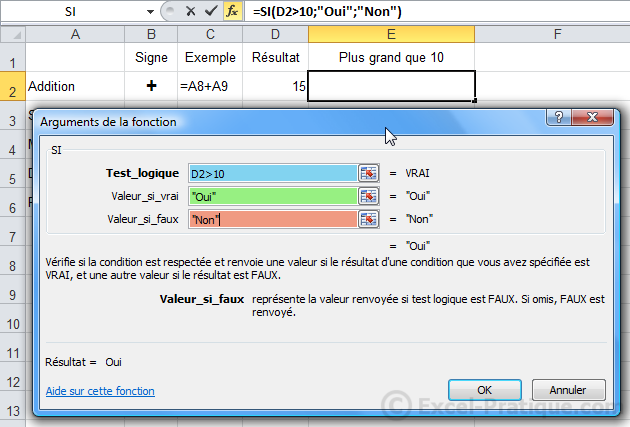 SI
=SI(D2>10;"Oui";"Non")
A B C D E F
1 Signe Exemple Résultat Plus grand que 10
2 Addition + =A8+A9 15
3
4
5
6
7
8
9
10
11
12
13
Arguments de la fonction
SI
Test_logique D2>10 = VRAI
Valeur_si_vrai "Oui" = "Oui"
Valeur_si_faux "Non" = "Non"
= "Oui"
Vérifie si la condition est respectée et renvoie une valeur si le résultat d'une condition que vous avez spécifiée est
VRAI, et une autre valeur si le résultat est FAUX.
Valeur_si_faux représente la valeur renvoyée si test logique est FAUX. Si omis, FAUX est
renvoyé.
Résultat = Oui
Aide sur cette fonction
OK
Annuler
© Excel-Pratique.com